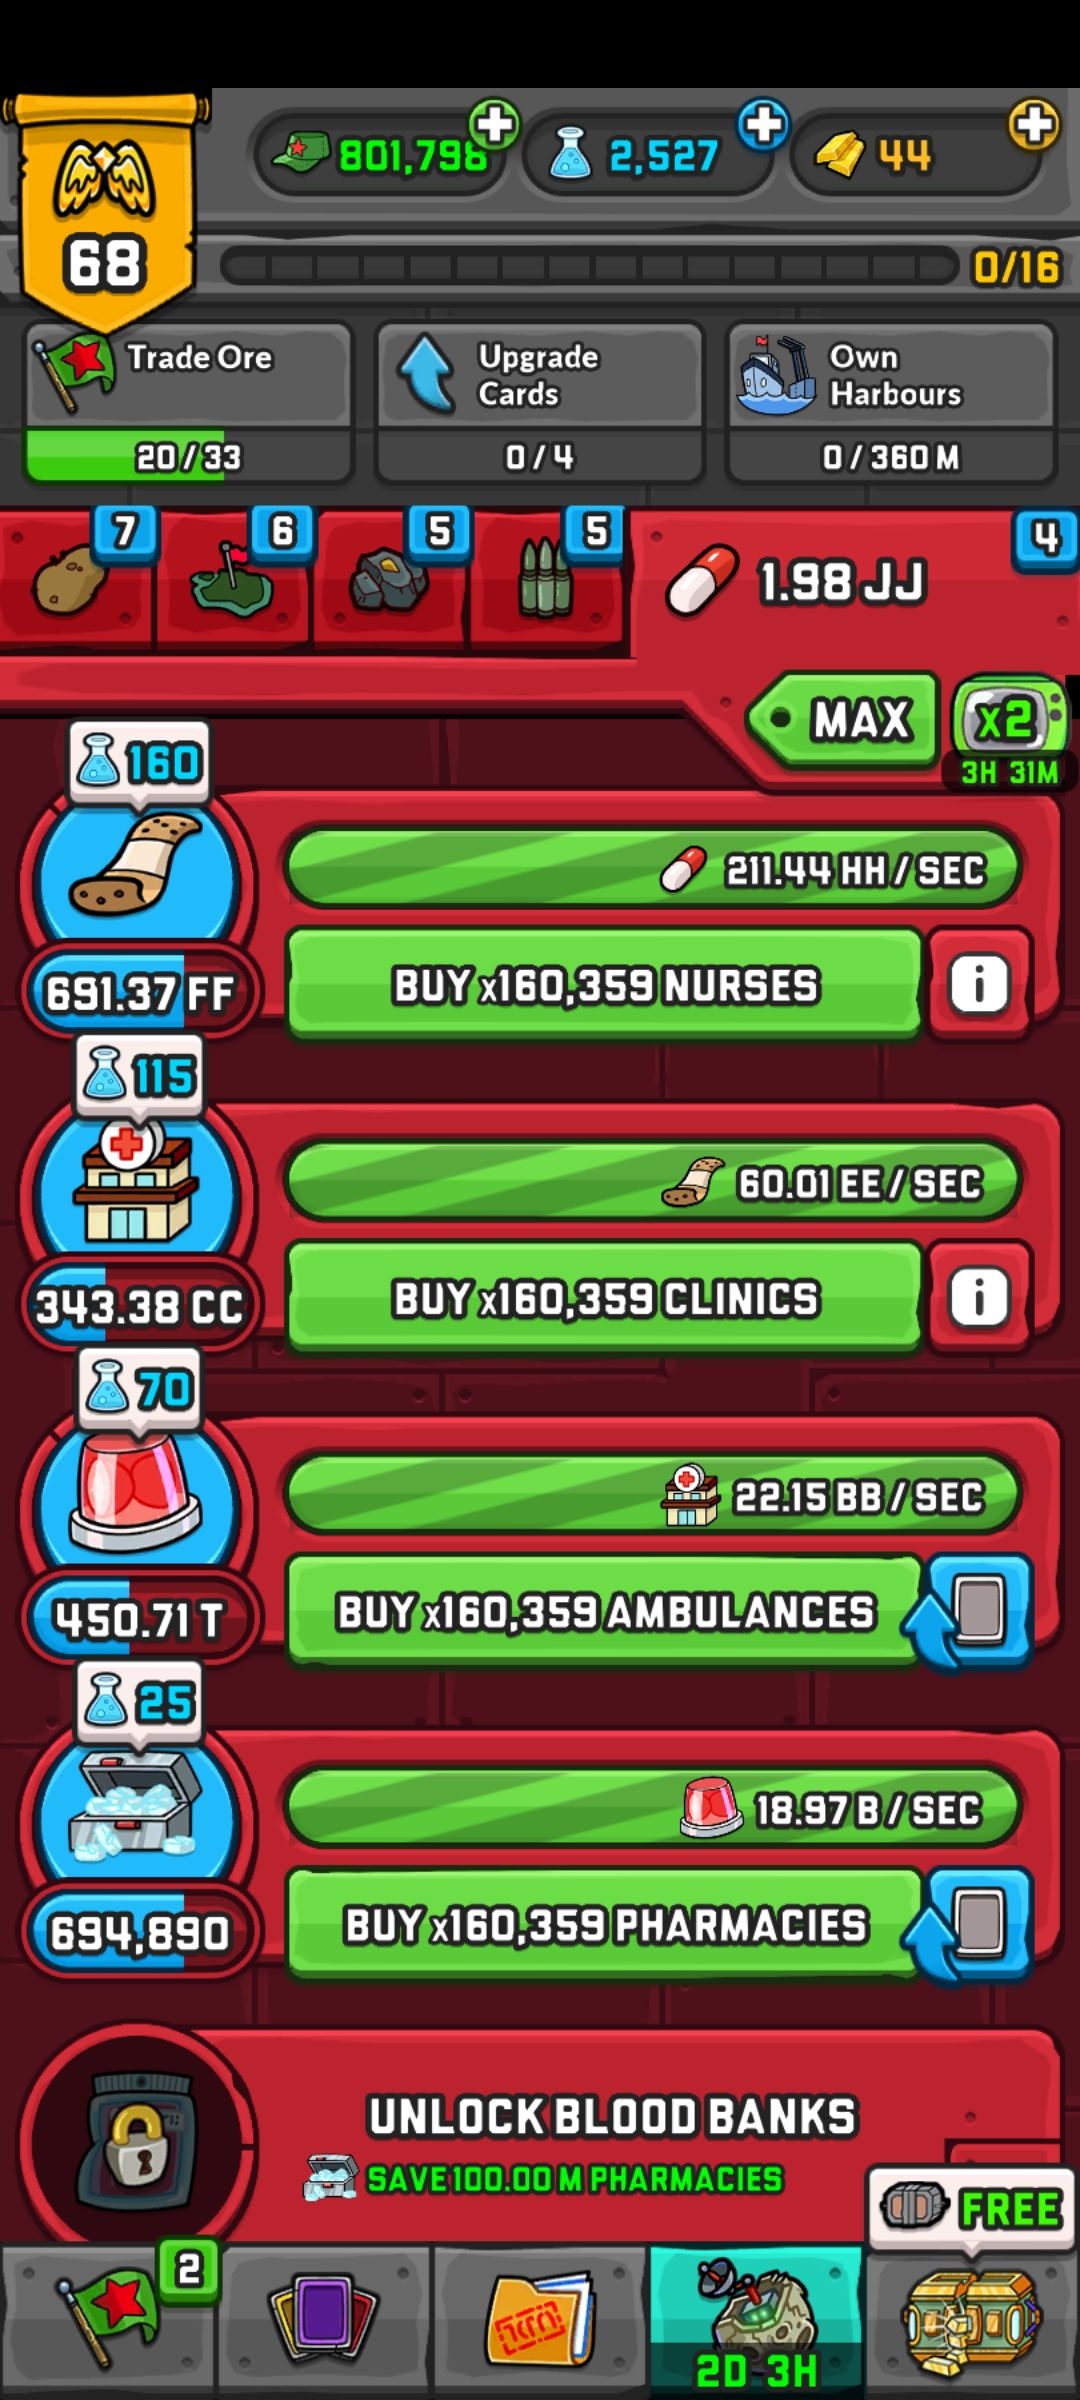 801,798
2,527
44
68
0/16
Trade Ore
20/33
Upgrade
Cards
0/4
Own
Harbours
0/360 M
7
6
5
5
1.98 JJ
4
MAX
x2
3H 31M
160
211.44 HH/SEC
691.37 FF
BUY x160,359 NURSES
i
115
60.01 EE/SEC
343.38 CC
BUY x160,359 CLINICS
i
70
22.15 BB/SEC
450.71 T
BUY x160,359 AMBULANCES
25
18.97 B/SEC
694,890
BUY x160,359 PHARMACIES
UNLOCK BLOOD BANKS
SAVE 100.00 M PHARMACIES
FREE
2
2D 3H